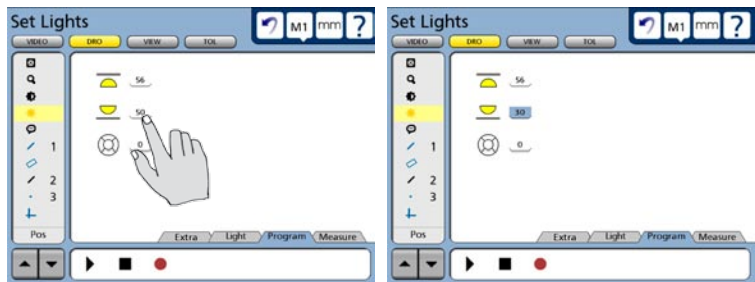 Set Lights
M1 mm ?
VIDEO DRO VIEW TOL
56
50
1
0
2
3
Pos
Extra Light Program Measure
Set Lights
M1 mm ?
VIDEO DRO VIEW TOL
56
30
1
0
2
3
Pos
Extra Light Program Measure